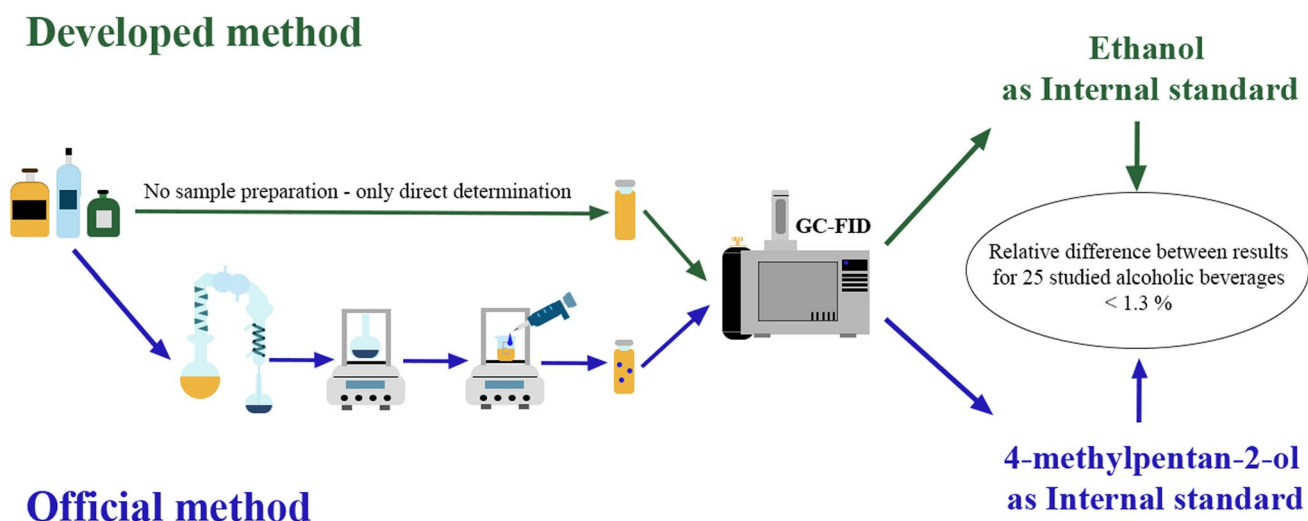 Developed method
Ethanol
as Internal standard
No sample preparation - only direct determination
GC-FID
Relative difference between results
for 25 studied alcoholic beverages
< 1.3 %
4-methylpentan-2-ol
as Internal standard
Official method